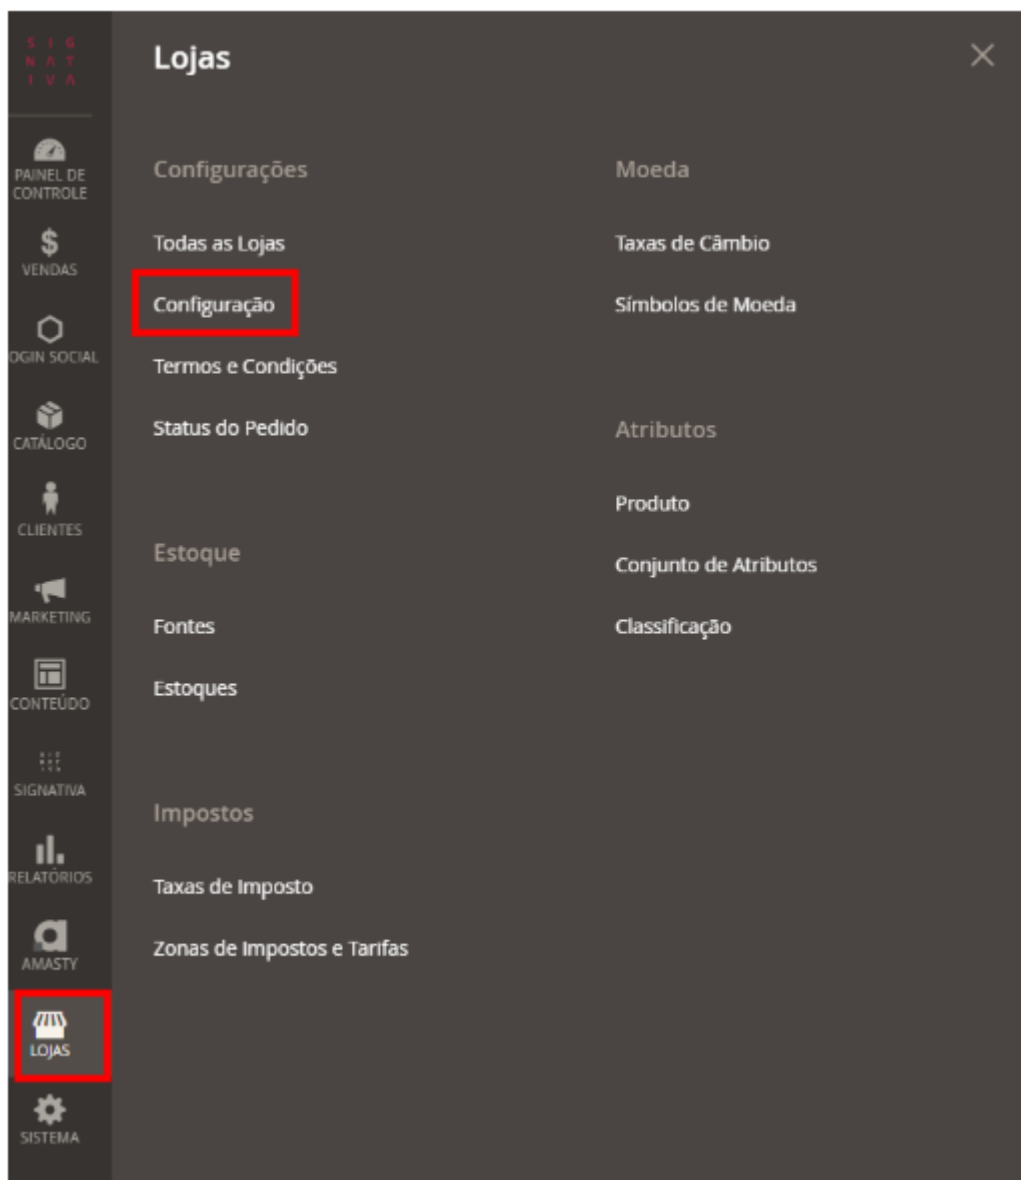 SIG
NAT
IVA
PAINEL DE
CONTROLE
$
VENDAS
OGIN SOCIAL
CATÁLOGO
CLIENTES
MARKETING
CONTEÚDO
SIGNATIVA
RELATÓRIOS
AMASTY
LOJAS
SISTEMA
Lojas
Configurações
Todas as Lojas
Configuração
Termos e Condições
Status do Pedido
Estoque
Fontes
Estoques
Impostos
Taxas de Imposto
Zonas de Impostos e Tarifas
Moeda
Taxas de Câmbio
Símbolos de Moeda
Atributos
Produto
Conjunto de Atributos
Classificação